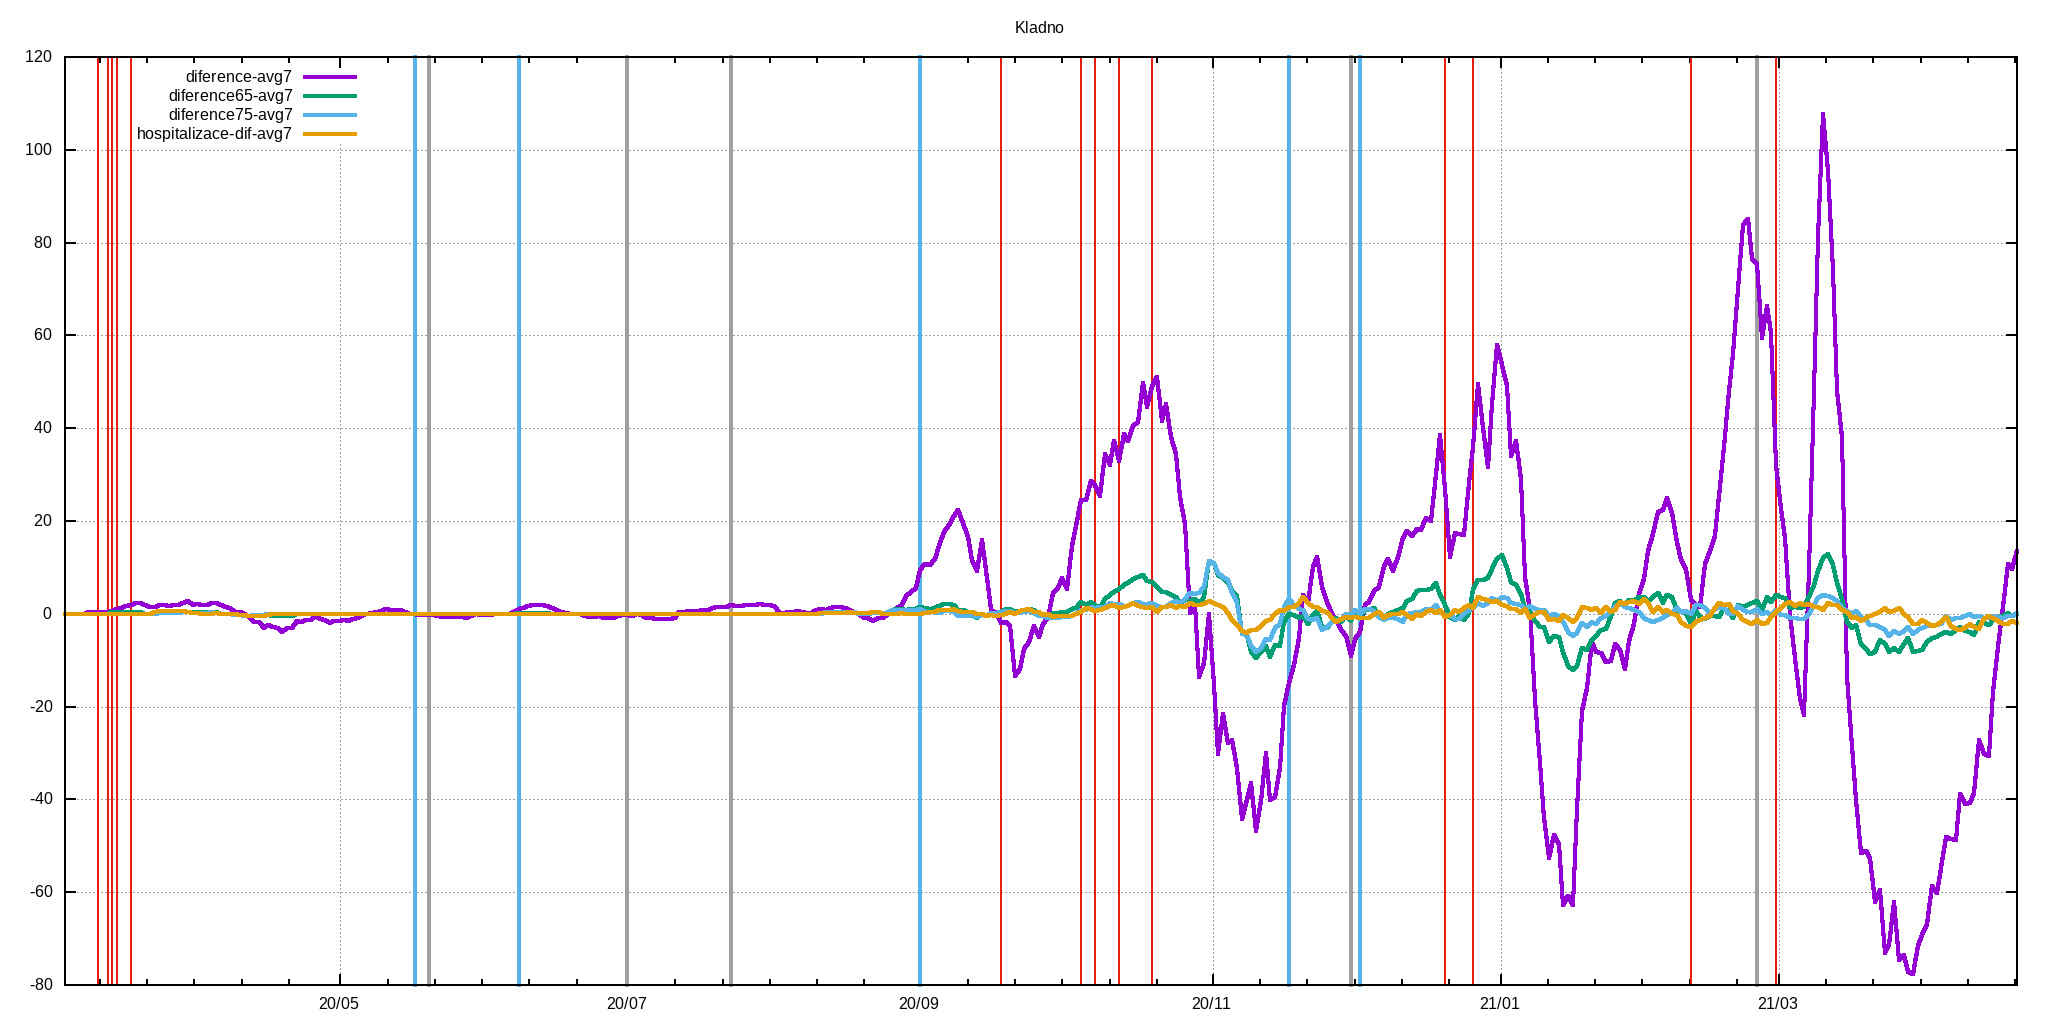 Kladno
120
100
80
60
40
20
0
-20
-40
-60
-80
diference-avg7
diference65-avg7
diference75-avg7
hospitalizace-dif-avg7
20/05 20/07 20/09 20/11 21/01 21/03